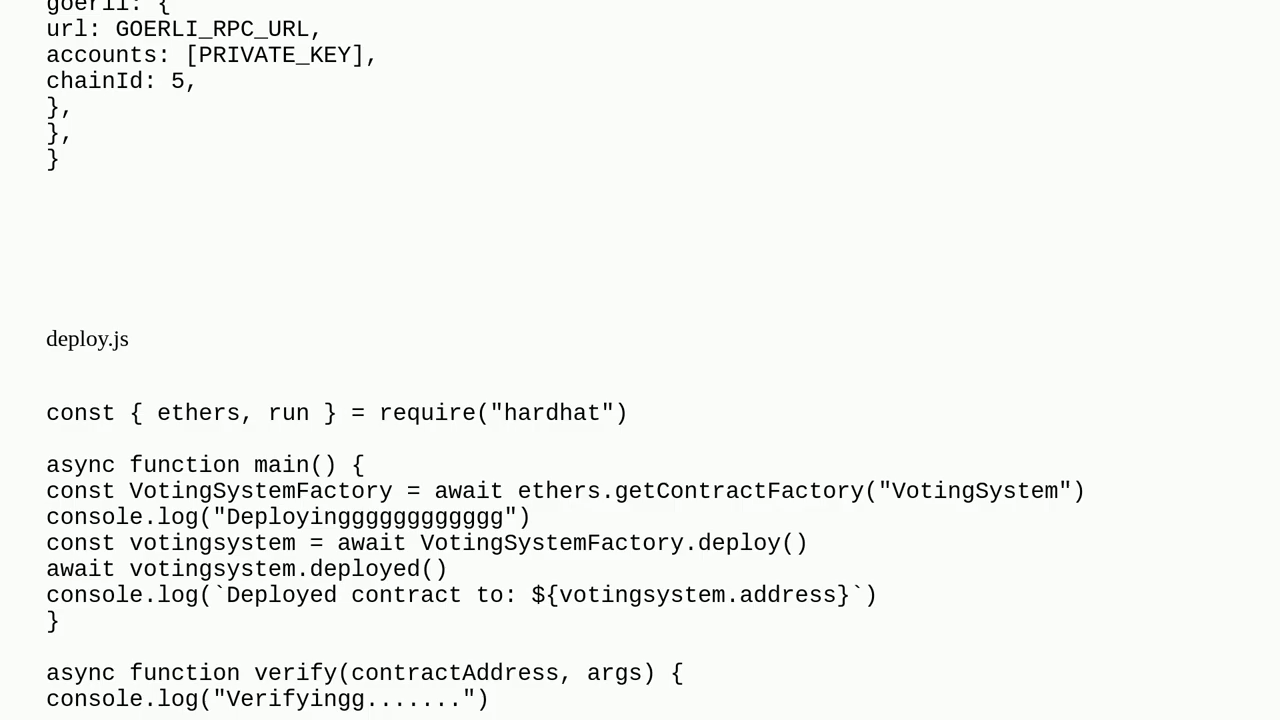 goerli: {
url: GOERLI_RPC_URL,
accounts: [PRIVATE_KEY],
chainId: 5,
},
},
}
deploy.js
const { ethers, run } = require("hardhat")
async function main() {
const VotingSystemFactory = await ethers.getContractFactory("VotingSystem")
console.log("Deployingggggggggggg")
const votingsystem = await VotingSystemFactory.deploy()
await votingsystem.deployed()
console.log(`Deployed contract to: ${votingsystem.address}`)
}
async function verify(contractAddress, args) {
console.log("Verifyingg.......")